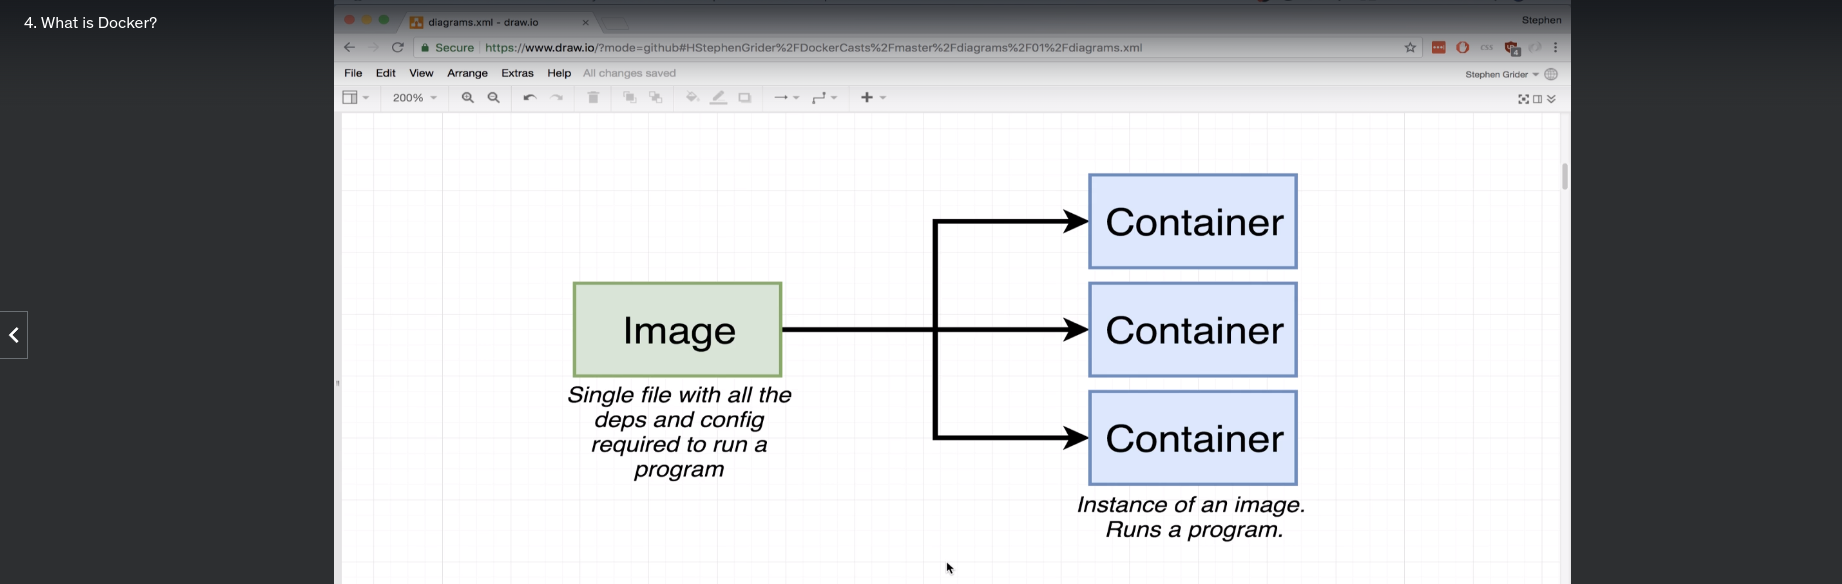 4. What is Docker?
diagrams.xml - draw.io
Stephen
Secure https://www.draw.io/?mode=github#HStephenGrider%2FDockerCasts%2Fmaster%2Fdiagrams%2F01%2Fdiagrams.xml
css
4
File Edit View Arrange Extras Help All changes saved
Stephen Grider
200%
Container
Image
Container
Single file with all the
deps and config
required to run a
program
Container
Instance of an image.
Runs a program.